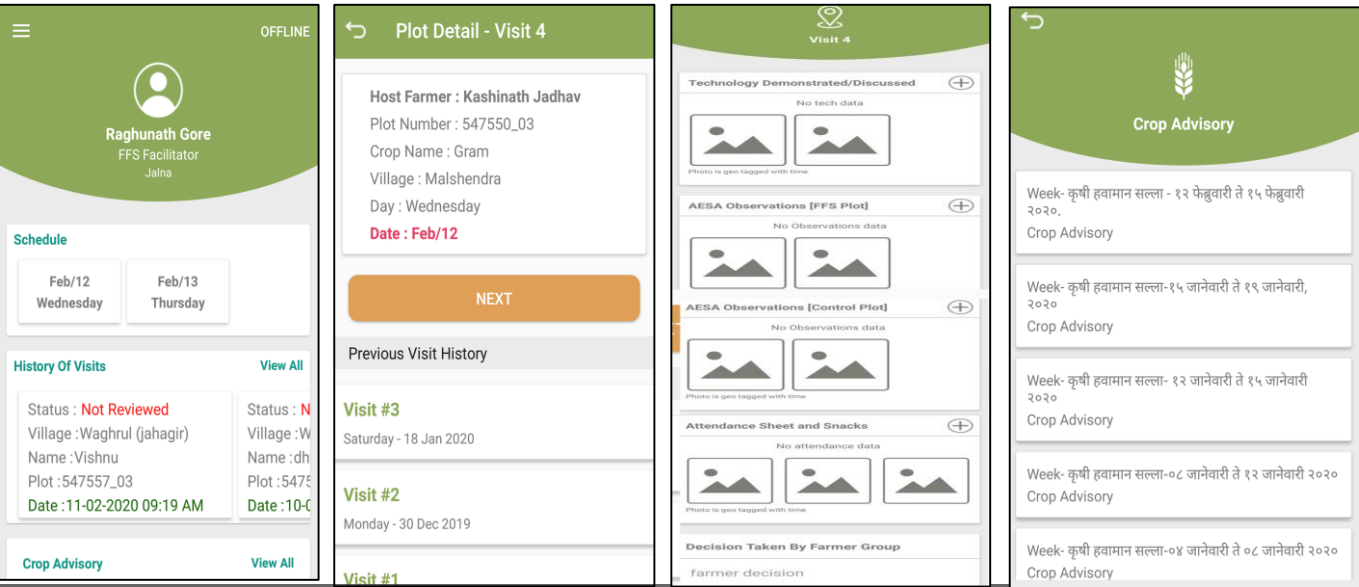 OFFLINE
Raghunath Gore
FFS Facilitator
Jalna
Schedule
Feb/12
Wednesday
Feb/13
Thursday
History Of Visits
View All
Status : Not Reviewed
Village :Waghrul (jahagir)
Name :Vishnu
Plot :547557_03
Date :11-02-2020 09:19 AM
Status : N
Village :W
Name :dh
Plot :5475
Date :10-0
Crop Advisory
View All
Plot Detail - Visit 4
Host Farmer : Kashinath Jadhav
Plot Number : 547550_03
Crop Name : Gram
Village : Malshendra
Day : Wednesday
Date : Feb/12
NEXT
Previous Visit History
Visit #3
Saturday - 18 Jan 2020
Visit #2
Monday - 30 Dec 2019
Visit #1
Visit 4
Technology Demonstrated/Discussed
No tech data
Photo is geo tagged with time
AESA Observations [FFS Plot]
No Observations data
AESA Observations [Control Plot]
No Observations data
Photo is geo tagged with time
Attendance Sheet and Snacks
No attendance data
Photo is geo tagged with time
Decision Taken By Farmer Group
farmer decision
Crop Advisory
Week- कृषी हवामान सल्ला - १२ फेब्रुवारी ते १५ फेब्रुवारी
२०२०.
Crop Advisory
Week- कृषी हवामान सल्ला-१५ जानेवारी ते १९ जानेवारी,
२०२०
Crop Advisory
Week- कृषी हवामान सल्ला- १२ जानेवारी ते १५ जानेवारी
२०२०
Crop Advisory
Week- कृषी हवामान सल्ला-०८ जानेवारी ते १२ जानेवारी २०२०
Crop Advisory
Week- कृषी हवामान सल्ला-०४ जानेवारी ते ०८ जानेवारी २०२०
Crop Advisory